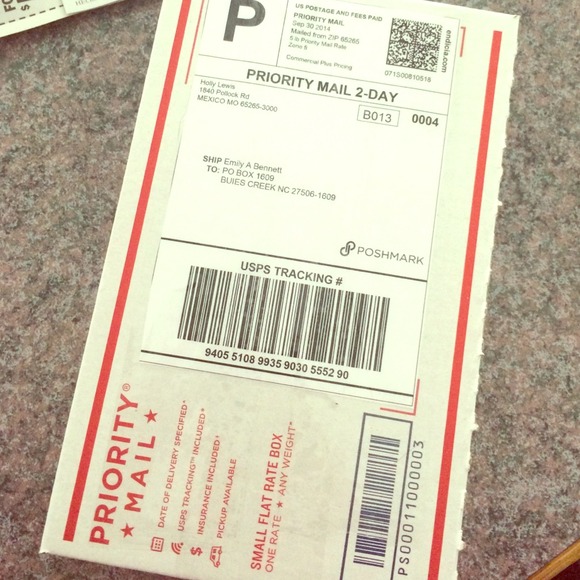 P
US POSTAGE AND FEES PAID
PRIORITY MAIL
Sep 30 2014
Mailed from ZIP 65265
5 lb Priority Mail Rate
Zone 6
Commercial Plus Pricing
endicia.com
071S00810516
PRIORITY MAIL 2-DAY
Holly Lewis
1840 Pollock Rd
MEXICO MO 65265-3000
B013 0004
SHIP Emily A Bennett
TO: PO BOX 1609
BUIES CREEK NC 27506-1609
POSHMARK
USPS TRACKING #
9405 5108 9935 9030 5552 90
PRIORITY®
MAIL
DATE OF DELIVERY SPECIFIED*
USPS TRACKING™ INCLUDED*
$ INSURANCE INCLUDED*
PICKUP AVAILABLE
SMALL FLAT RATE BOX
ONE RATE ★ ANY WEIGHT*
PS00011000003